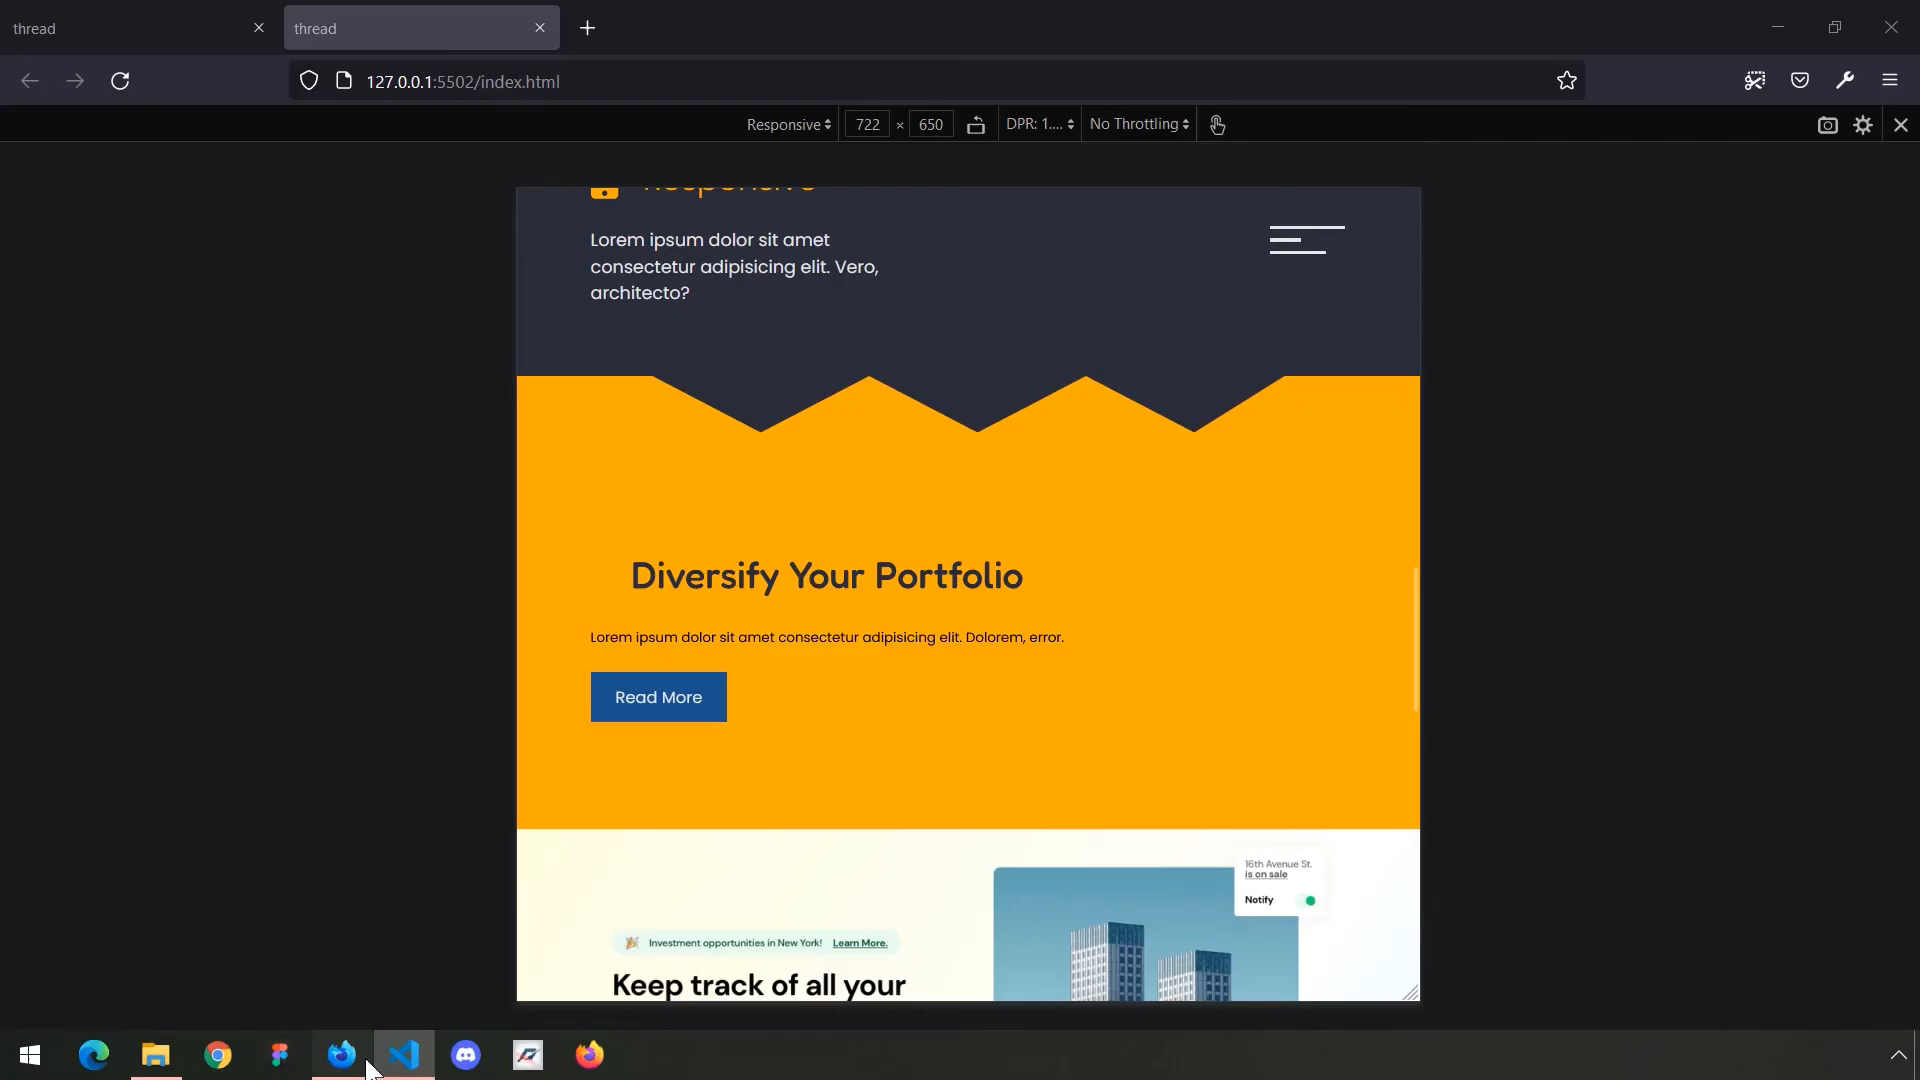 thread
thread
127.0.0.1:5502/index.html
Responsive
722 × 650
DPR: 1....
No Throttling
Responsive
Lorem ipsum dolor sit amet
consectetur adipisicing elit. Vero,
architecto?
Diversify Your Portfolio
Lorem ipsum dolor sit amet consectetur adipisicing elit. Dolorem, error.
Read More
16th Avenue St.
is on sale
Notify
Investment opportunities in New York! Learn More.
Keep track of all your